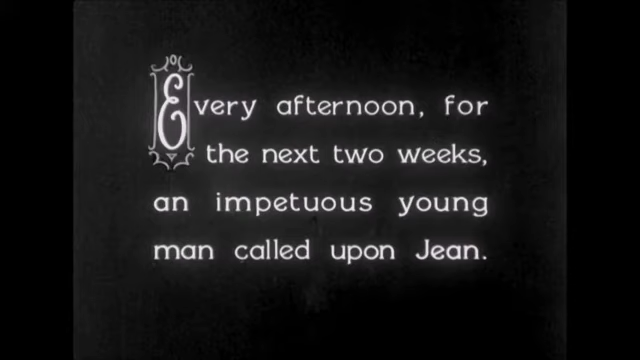 Every afternoon, for
the next two weeks,
an impetuous young
man called upon Jean.